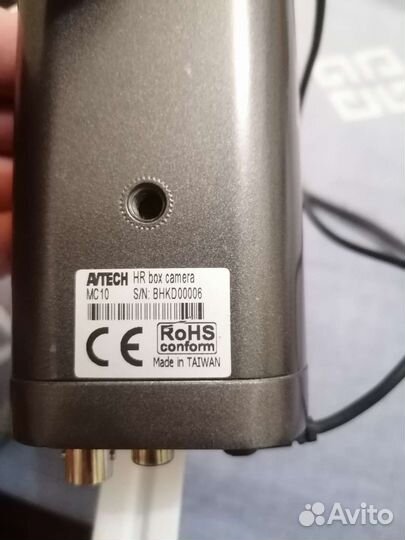 AVTECH HR box camera
MC10 S/N: BHKD00006
CE RoHS
conform
Made in TAIWAN
Avito